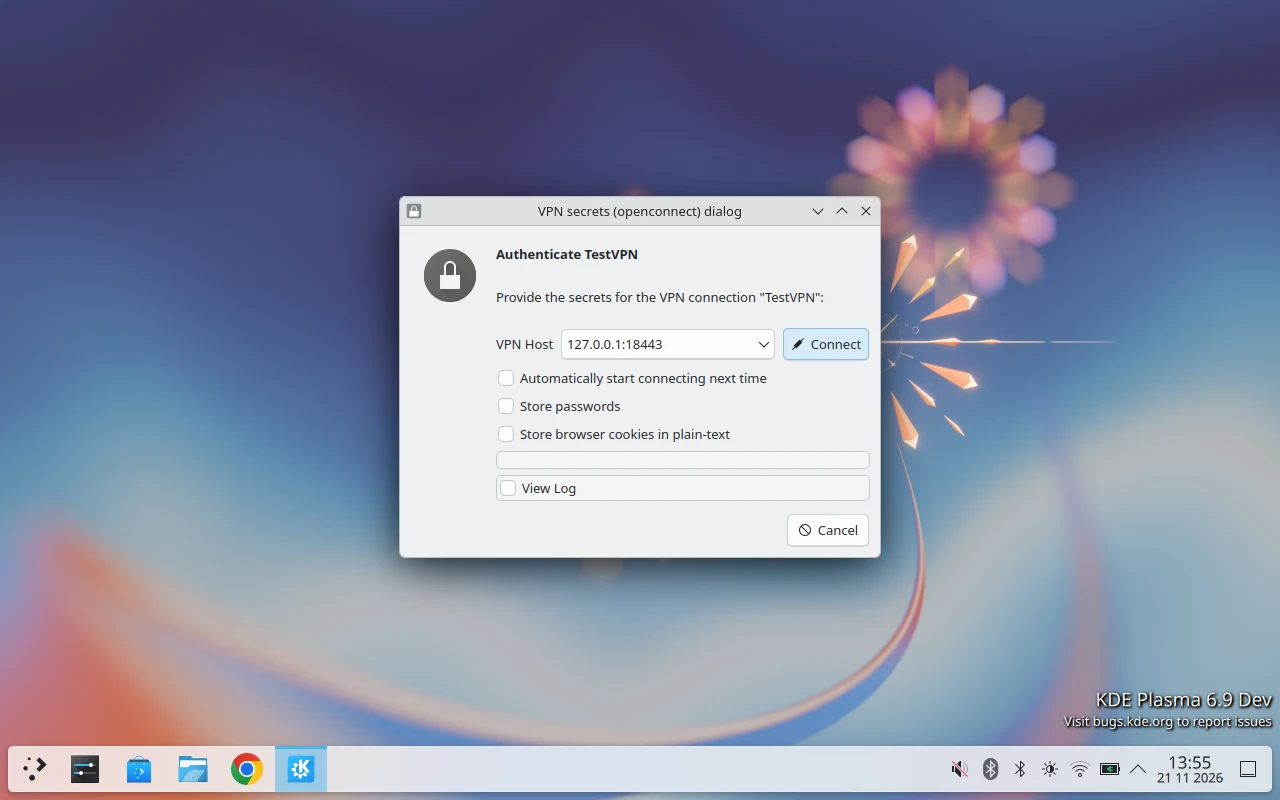 VPN secrets (openconnect) dialog
Authenticate TestVPN
Provide the secrets for the VPN connection "TestVPN":
VPN Host 127.0.0.1:18443 Connect
Automatically start connecting next time
Store passwords
Store browser cookies in plain-text
View Log
Cancel
KDE Plasma 6.9 Dev
Visit bugs.kde.org to report issues
13:55
21 11 2026